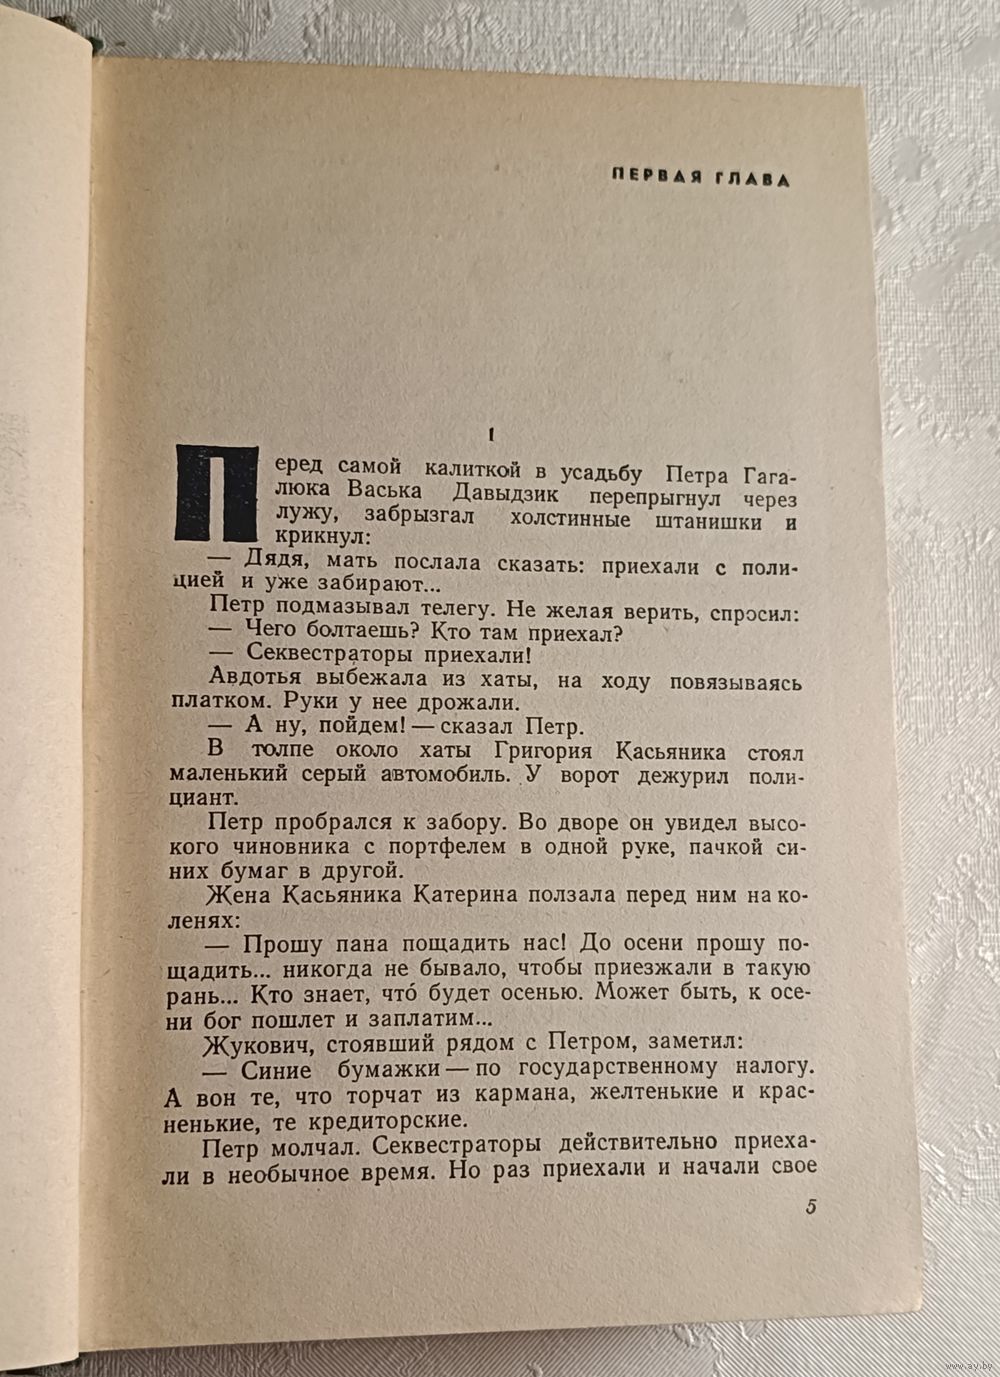 ПЕРВАЯ ГЛАВА
1
Перед самой калиткой в усадьбу Петра Гага-
люка Васька Давыдзик перепрыгнул через
лужу, забрызгал холстинные штанишки и
крикнул:
— Дядя, мать послала сказать: приехали с поли-
цией и уже забирают...
Петр подмазывал телегу. Не желая верить, спросил:
— Чего болтаешь? Кто там приехал?
— Секвестраторы приехали!
Авдотья выбежала из хаты, на ходу повязываясь
платком. Руки у нее дрожали.
— А ну, пойдем! — сказал Петр.
В толпе около хаты Григория Касьяника стоял
маленький серый автомобиль. У ворот дежурил поли-
циант.
Петр пробрался к забору. Во дворе он увидел высо-
кого чиновника с портфелем в одной руке, пачкой си-
них бумаг в другой.
Жена Касьяника Катерина ползала перед ним на ко-
ленях:
— Прошу пана пощадить нас! До осени прошу по-
щадить... никогда не бывало, чтобы приезжали в такую
рань... Кто знает, что́ будет осенью. Может быть, к осе-
ни бог пошлет и заплатим...
Жукович, стоявший рядом с Петром, заметил:
— Синие бумажки — по государственному налогу.
А вон те, что торчат из кармана, желтенькие и крас-
ненькие, те кредиторские.
Петр молчал. Секвестраторы действительно приеха-
ли в необычное время. Но раз приехали и начали свое
5
www.ay.by